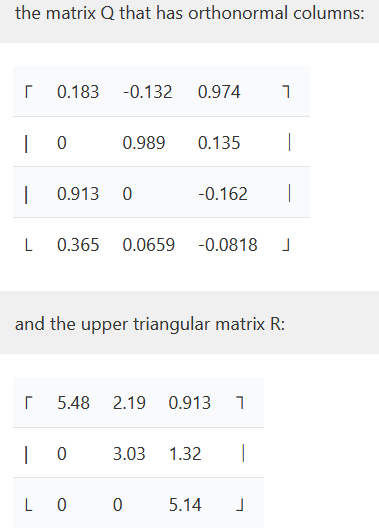 the matrix Q that has orthonormal columns:
⌈ 0.183 -0.132 0.974 ⌉
| 0 0.989 0.135 |
| 0.913 0 -0.162 |
⌊ 0.365 0.0659 -0.0818 ⌋
and the upper triangular matrix R:
⌈ 5.48 2.19 0.913 ⌉
| 0 3.03 1.32 |
⌊ 0 0 5.14 ⌋